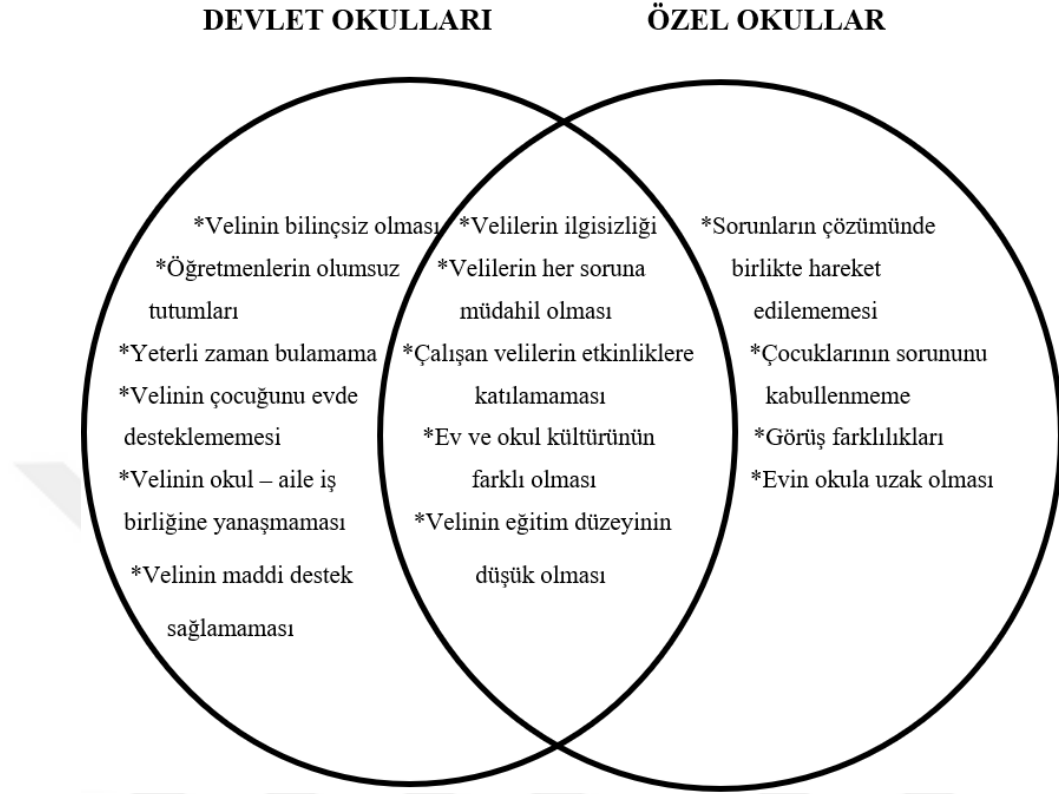 DEVLET OKULLARI
ÖZEL OKULLAR
*Velinin bilinçsiz olması
*Öğretmenlerin olumsuz
tutumları
*Yeterli zaman bulamama
*Velinin çocuğunu evde
desteklememesi
*Velinin okul – aile iş
birliğine yanaşmaması
*Velinin maddi destek
sağlamaması
*Velilerin ilgisizliği
*Velilerin her soruna
müdahil olması
*Çalışan velilerin etkinliklere
katılamaması
*Ev ve okul kültürünün
farklı olması
*Velinin eğitim düzeyinin
düşük olması
*Sorunların çözümünde
birlikte hareket
edilememesi
*Çocuklarının sorununu
kabullenmeme
*Görüş farklılıkları
*Evin okula uzak olması